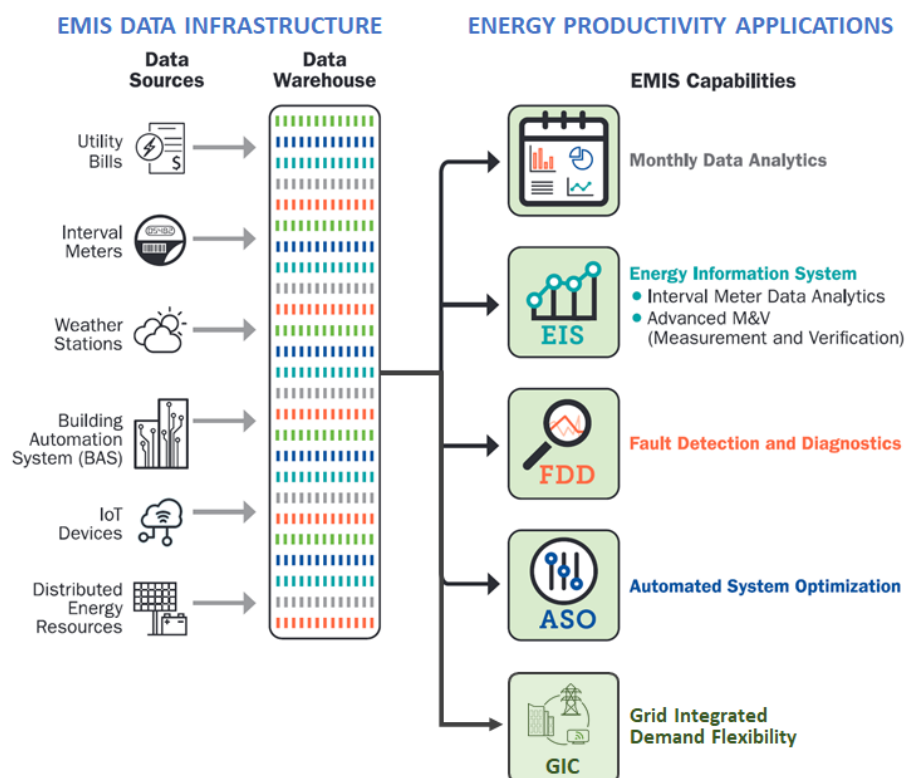 EMIS DATA INFRASTRUCTURE
ENERGY PRODUCTIVITY APPLICATIONS
Data
Sources
Data
Warehouse
EMIS Capabilities
Utility
Bills
$
Interval
Meters
Weather
Stations
Building
Automation
System (BAS)
IoT
Devices
Distributed
Energy
Resources
Monthly Data Analytics
EIS
Energy Information System
• Interval Meter Data Analytics
• Advanced M&V
(Measurement and Verification)
FDD
Fault Detection and Diagnostics
ASO
Automated System Optimization
GIC
Grid Integrated
Demand Flexibility